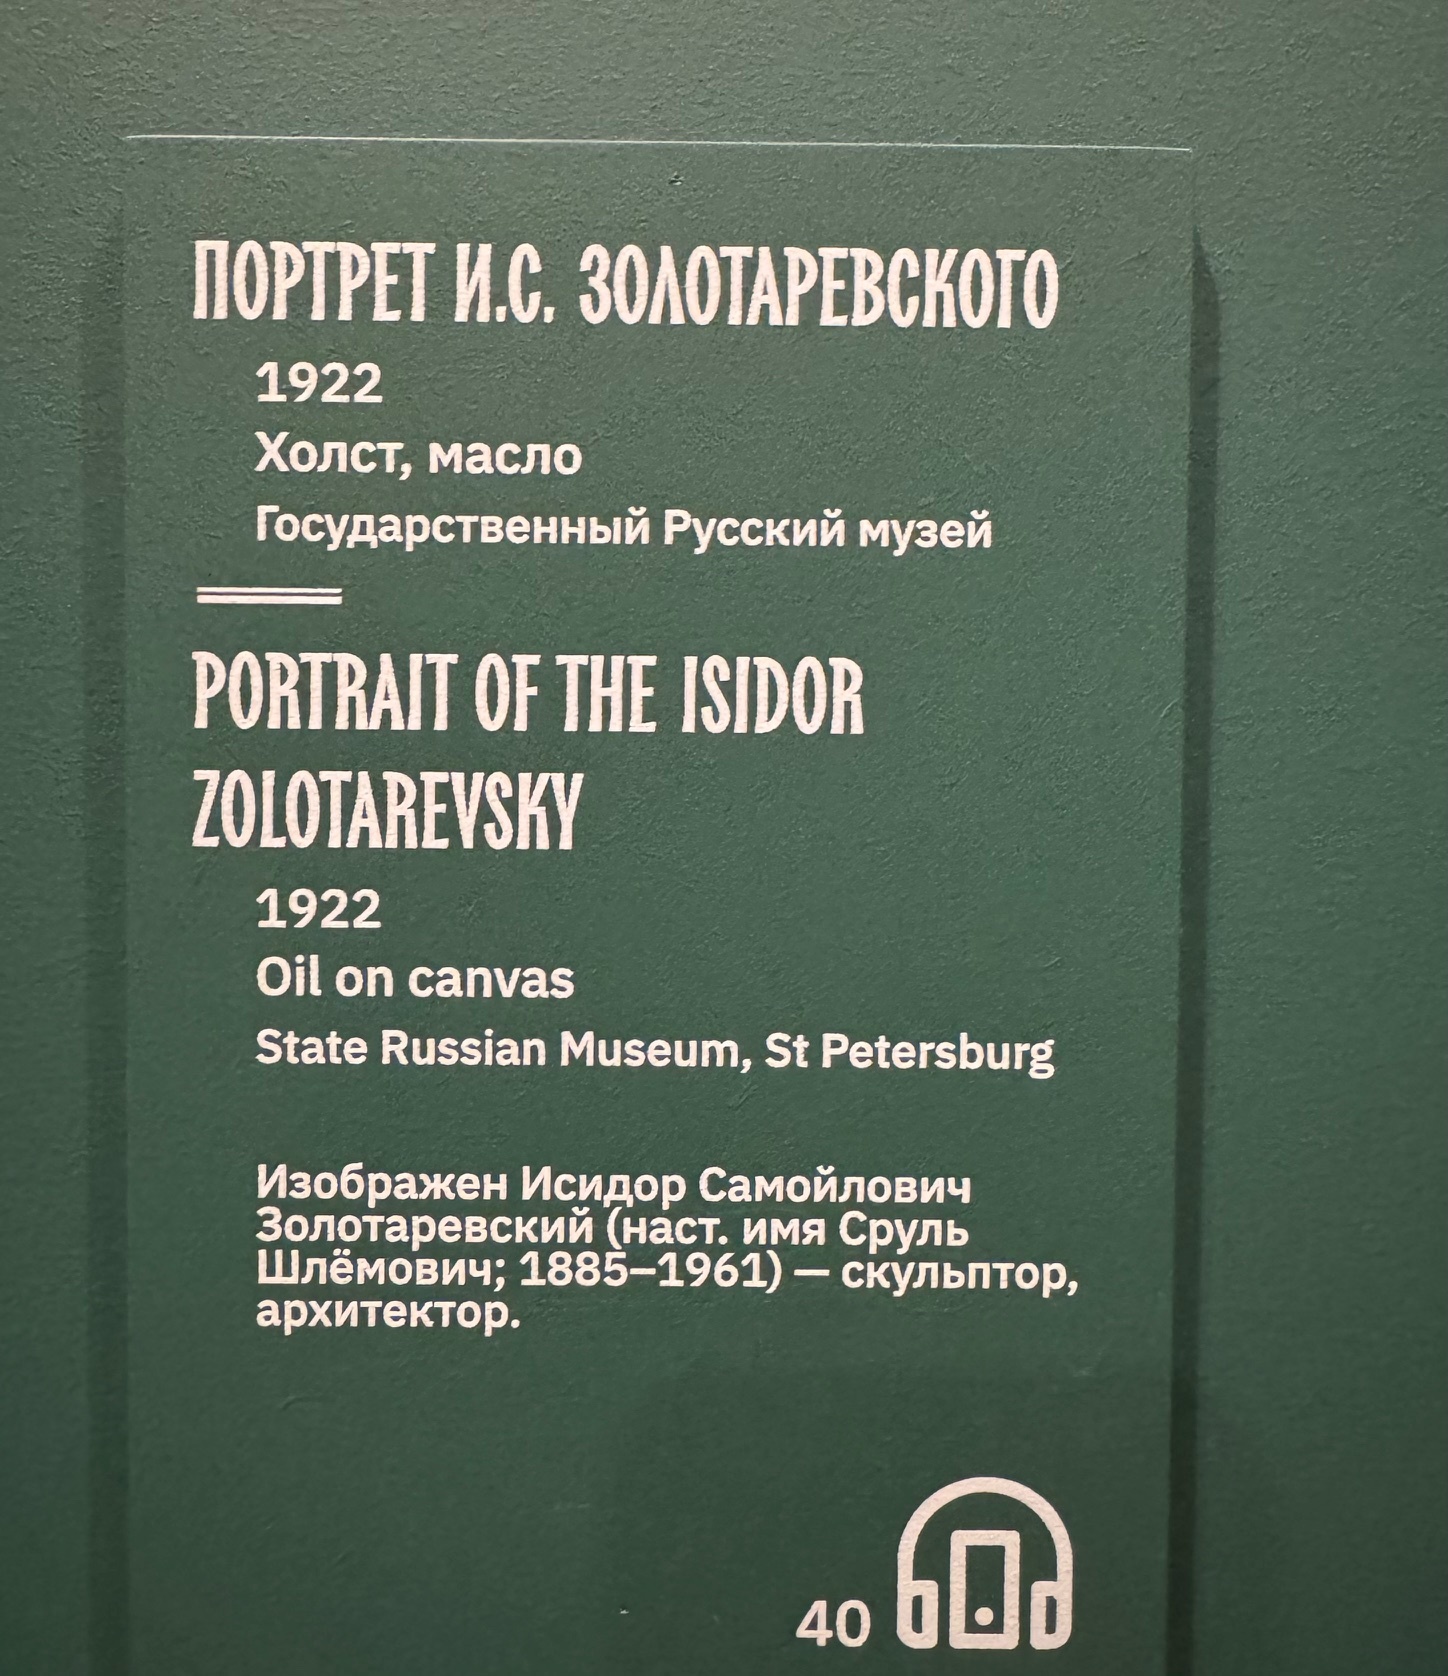 ПОРТРЕТ И.С. ЗОЛОТАРЕВСКОГО
1922
Холст, масло
Государственный Русский музей
PORTRAIT OF THE ISIDOR
ZOLOTAREVSKY
1922
Oil on canvas
State Russian Museum, St Petersburg
Изображен Исидор Самойлович
Золотаревский (наст. имя Сруль
Шлёмович; 1885–1961) — скульптор,
архитектор.
40